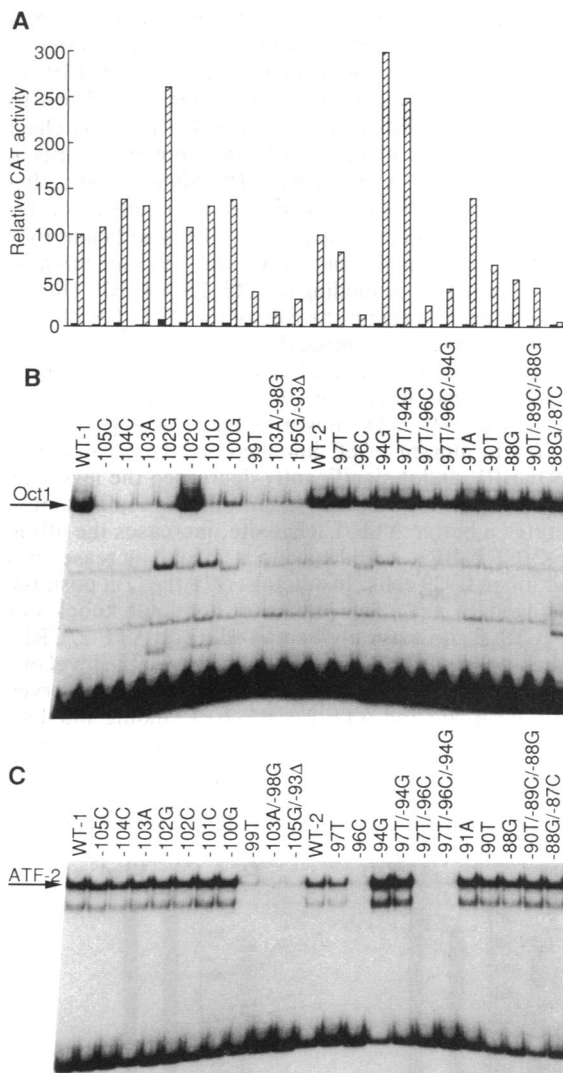 A
Relative CAT activity
300
250
200
150
100
50
0
B
WT-1
-105C
-104C
-103A
-102G
-102C
-101C
-100G
-99T
-103A/-98G
-105G/-93Δ
WT-2
-97T
-96C
-94G
-97T/-94G
-97T/-96C
-97T/-96C/-94G
-91A
-90T
-88G
-90T/-89C/-88G
-88G/-87C
Oct1
C
WT-1
-105C
-104C
-103A
-102G
-102C
-101C
-100G
-99T
-103A/-98G
-105G/-93Δ
WT-2
-97T
-96C
-94G
-97T/-94G
-97T/-96C
-97T/-96C/-94G
-91A
-90T
-88G
-90T/-89C/-88G
-88G/-87C
ATF-2